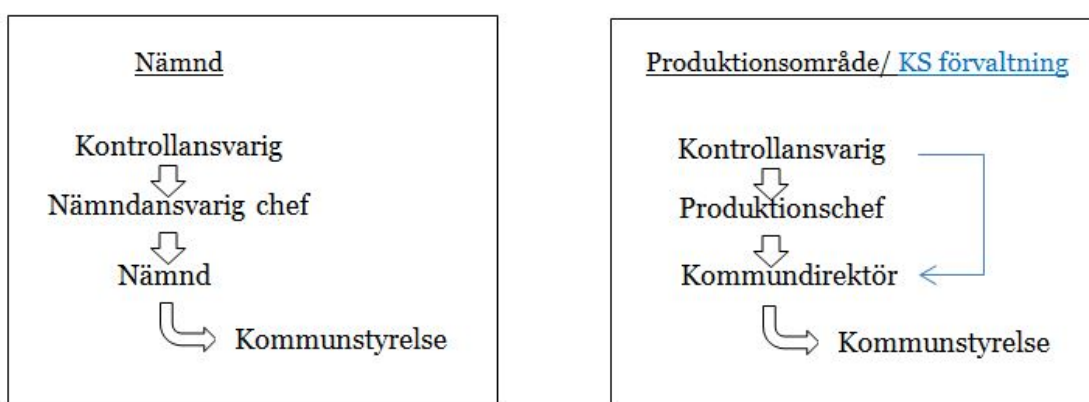 Nämnd
Kontrollansvarig
Nämndansvarig chef
Nämnd
Kommunstyrelse
Produktionsområde/ KS förvaltning
Kontrollansvarig
Produktionschef
Kommundirektör
Kommunstyrelse